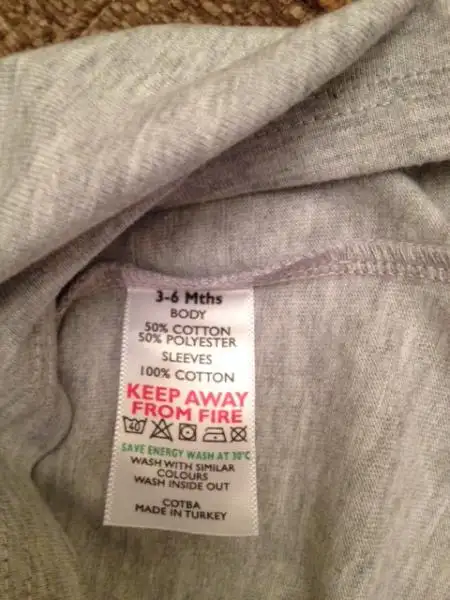 3-6 Mths
BODY
50% COTTON
50% POLYESTER
SLEEVES
100% COTTON
KEEP AWAY
FROM FIRE
40
SAVE ENERGY WASH AT 30°C
WASH WITH SIMILAR
COLOURS
WASH INSIDE OUT
COTBA
MADE IN TURKEY